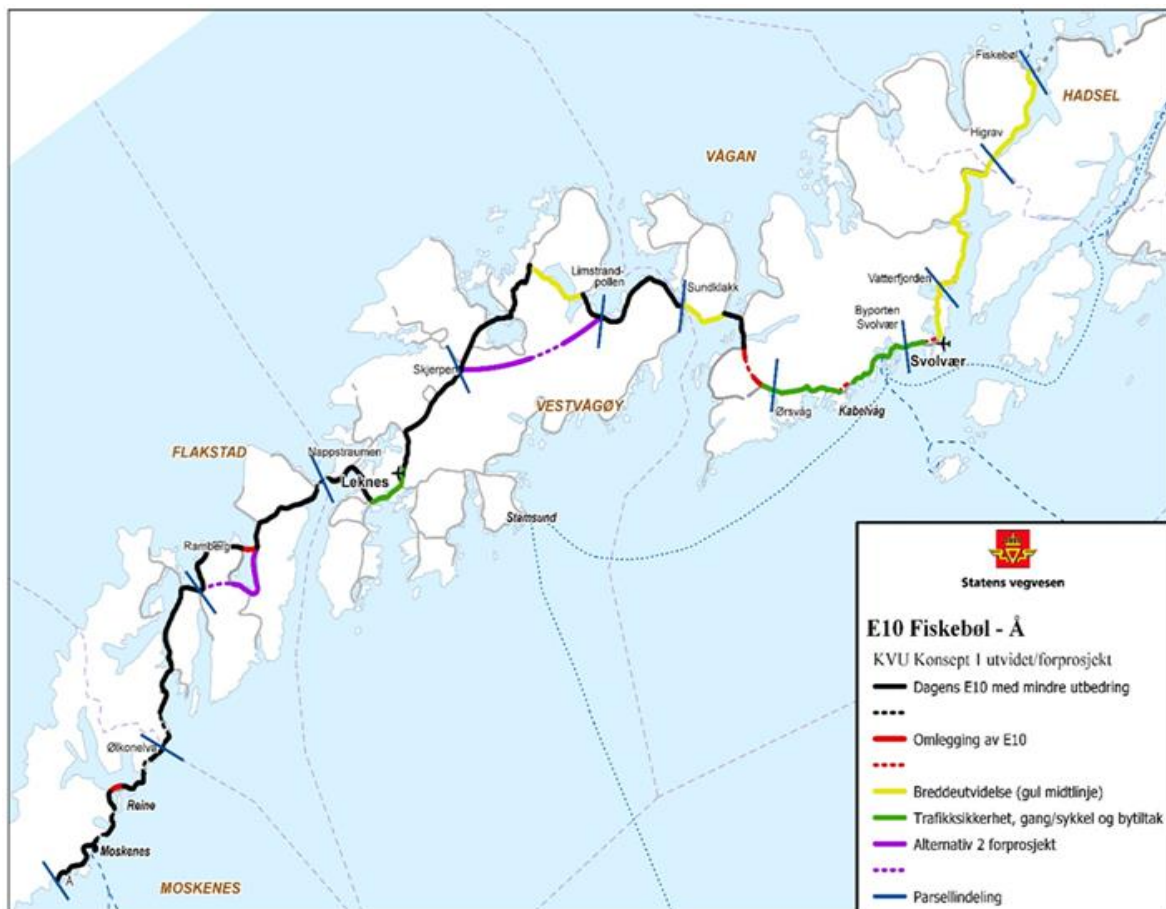 Fiskebøl
HADSEL
Higrav
VÅGAN
Limstrand-
pollen
Sundklakk
Vatterfjorden
Byporten
Svolvær
Svolvær
Skjerpen
VESTVÅGØY
Ørsvåg
Kabelvåg
FLAKSTAD
Nappstraumen
Leknes
Stamsund
Ramberg
Ølkonelva
Reine
Moskenes
Å
MOSKENES
Statens vegvesen
E10 Fiskebøl - Å
KVU Konsept 1 utvidet/forprosjekt
Dagens E10 med mindre utbedring
Omlegging av E10
Breddeutvidelse (gul midtlinje)
Trafikksikkerhet, gang/sykkel og bytiltak
Alternativ 2 forprosjekt
Parsellindeling